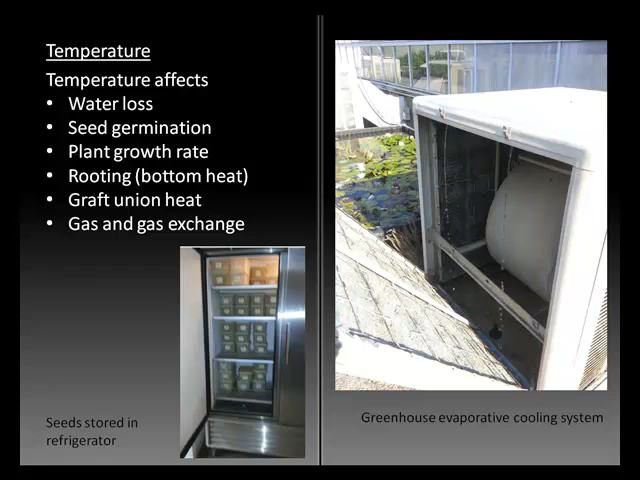 Temperature
Temperature affects
• Water loss
• Seed germination
• Plant growth rate
• Rooting (bottom heat)
• Graft union heat
• Gas and gas exchange
Seeds stored in
refrigerator
Greenhouse evaporative cooling system